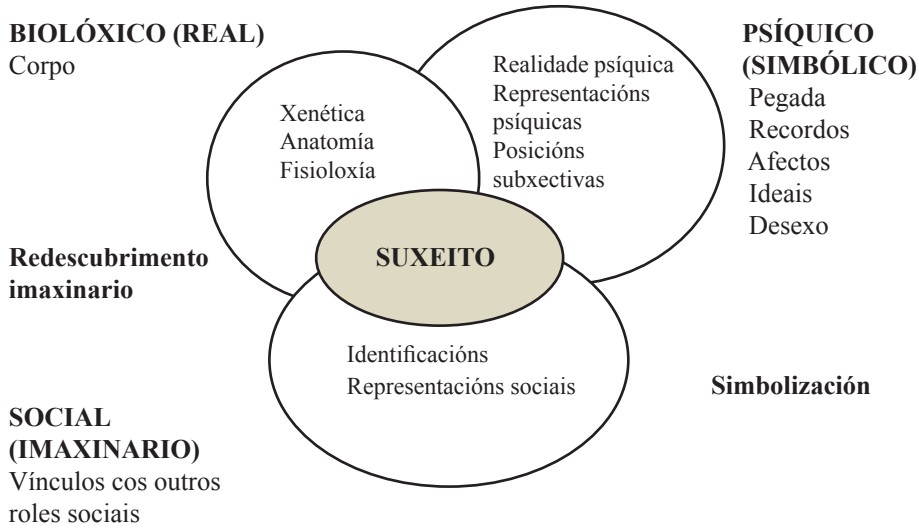 BIOLÓXICO (REAL)
Corpo
Xenética
Anatomía
Fisioloxía
Realidade psíquica
Representacións
psíquicas
Posicións
subxectivas
PSÍQUICO
(SIMBÓLICO)
Pegada
Recordos
Afectos
Ideais
Desexo
Redescubrimento
imaxinario
SUXEITO
Identificacións
Representacións sociais
Simbolización
SOCIAL
(IMAXINARIO)
Vínculos cos outros
roles sociais